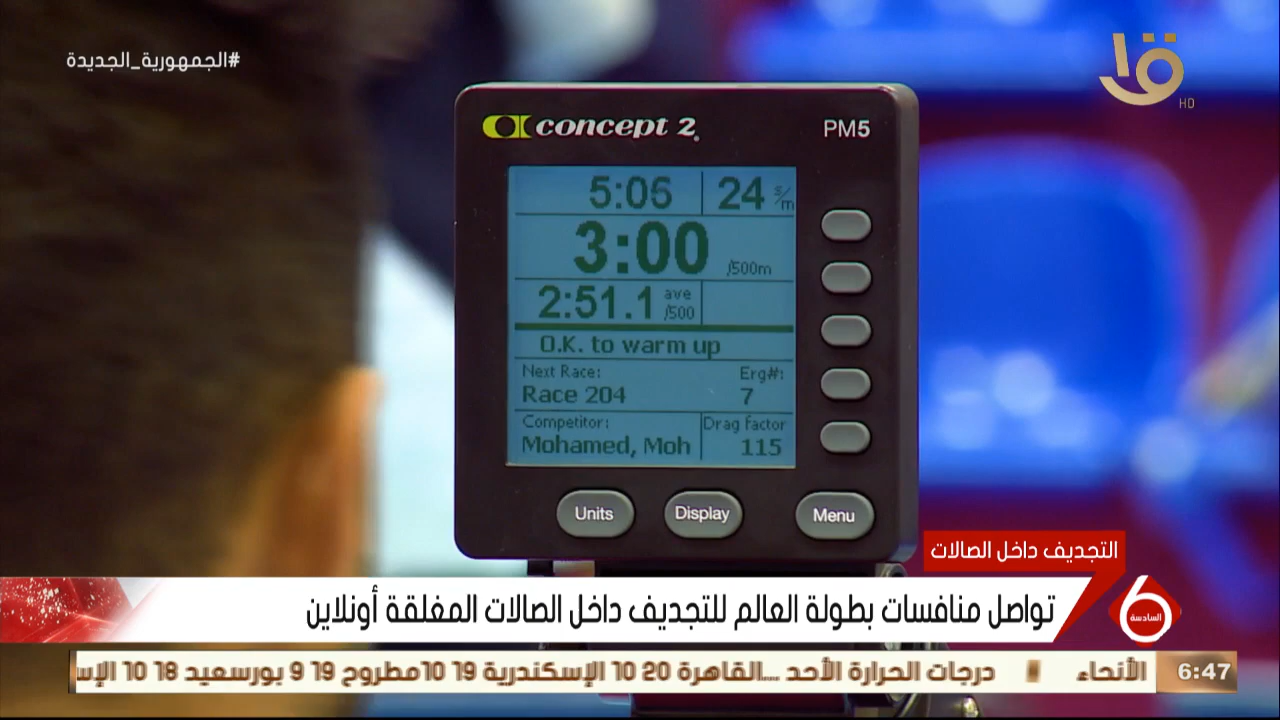 #الجمهورية_الجديدة
HD
concept 2
PM5
5:05
24 s/m
3:00 /500m
2:51.1 ave /500
O.K. to warm up
Next Race:
Erg#:
Race 204
7
Competitor:
Drag factor
Mohamed, Moh
115
Units
Display
Menu
التجديف داخل الصالات
السادسة
تواصل منافسات بطولة العالم للتجديف داخل الصالات المغلقة أونلاين
6:47
الأنحاء درجات الحرارة الأحد ....القاهرة 20 10 الإسكندرية 19 10مطروح 19 9 بورسعيد 18 10 الإس